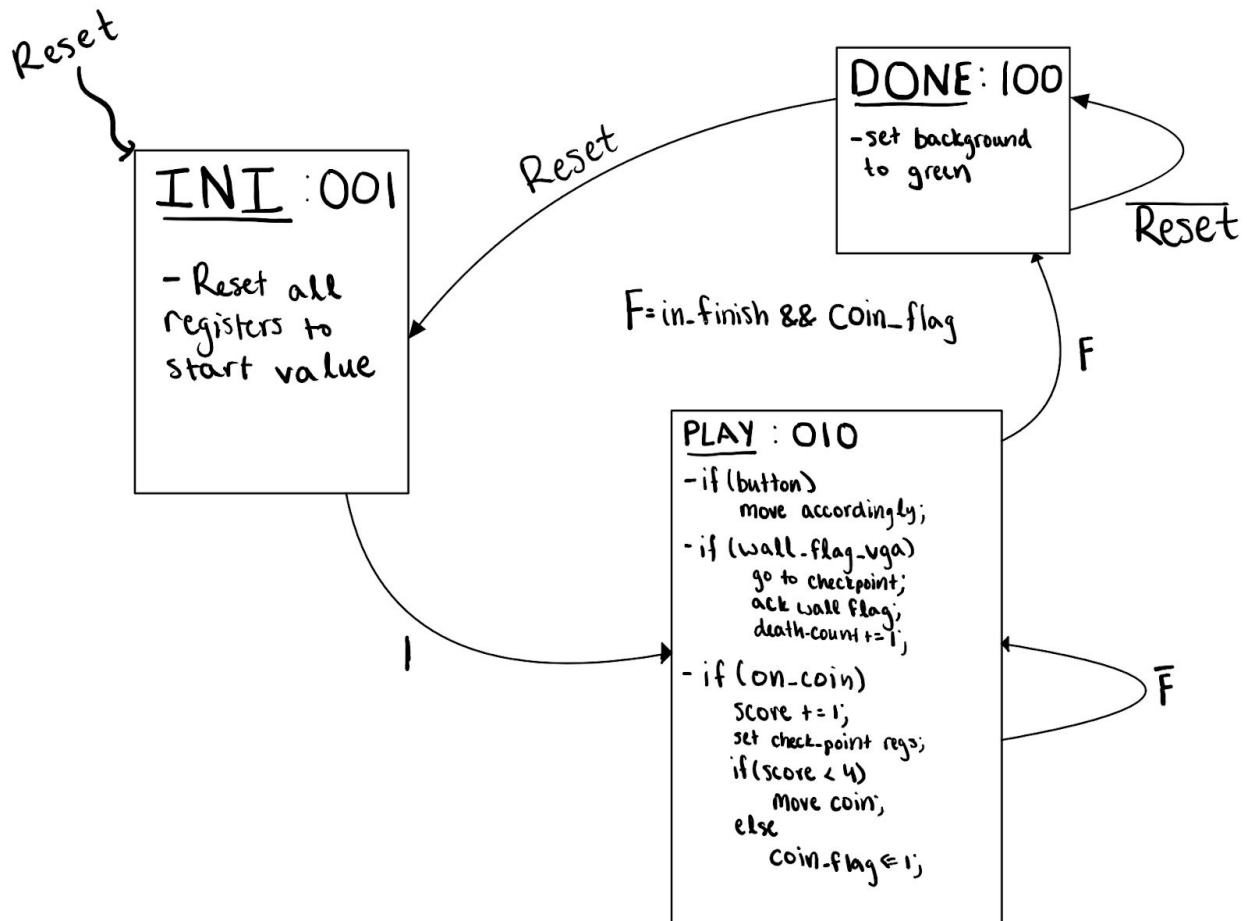 Reset
INI : 001
- Reset all
registers to
start value
Reset
DONE : 100
- set background
to green
R̅e̅s̅e̅t̅
F = in_finish && coin_flag
F
1
PLAY : 010
- if (button)
move accordingly;
- if (wall_flag_vga)
go to checkpoint;
ack wall flag;
death_count += 1;
- if (on_coin)
score += 1;
set check_point regs;
if (score < 4)
move coin;
else
coin_flag <= 1;
F̅